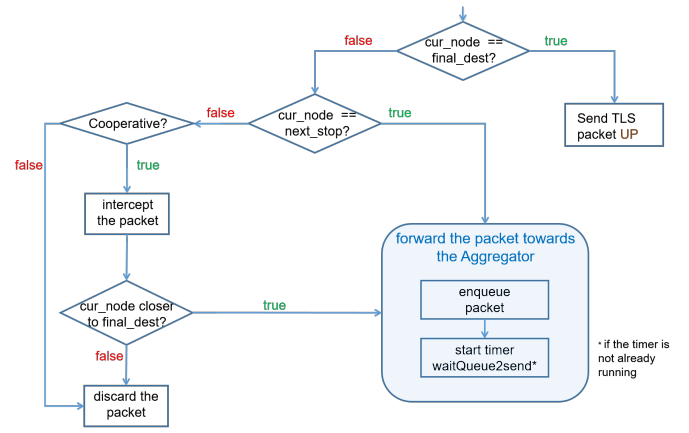 cur_node ==
final_dest?
false
true
Send TLS
packet UP
cur_node ==
next_stop?
false
true
Cooperative?
false
true
intercept
the packet
forward the packet towards
the Aggregator
enqueue
packet
start timer
waitQueue2send*
cur_node closer
to final_dest?
true
false
discard the
packet
* if the timer is
not already
running